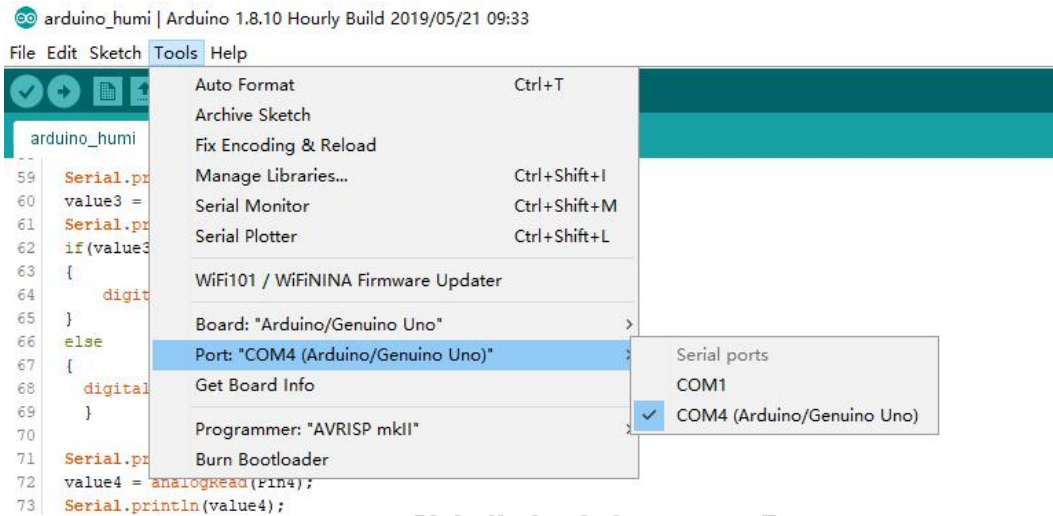 arduino_humi | Arduino 1.8.10 Hourly Build 2019/05/21 09:33
File Edit Sketch Tools Help
Auto Format Ctrl+T
Archive Sketch
arduino_humi
Fix Encoding & Reload
Manage Libraries... Ctrl+Shift+I
Serial Monitor Ctrl+Shift+M
Serial Plotter Ctrl+Shift+L
WiFi101 / WiFiNINA Firmware Updater
Board: "Arduino/Genuino Uno"
Port: "COM4 (Arduino/Genuino Uno)"
Get Board Info
Programmer: "AVRISP mkII"
Burn Bootloader
Serial ports
COM1
COM4 (Arduino/Genuino Uno)
59 Serial.pr
60 value3 =
61 Serial.pr
62 if(value3
63 {
64 digit
65 }
66 else
67 {
68 digital
69 }
70
71 Serial.pr
72 value4 = analogRead(Pin4);
73 Serial.println(value4);